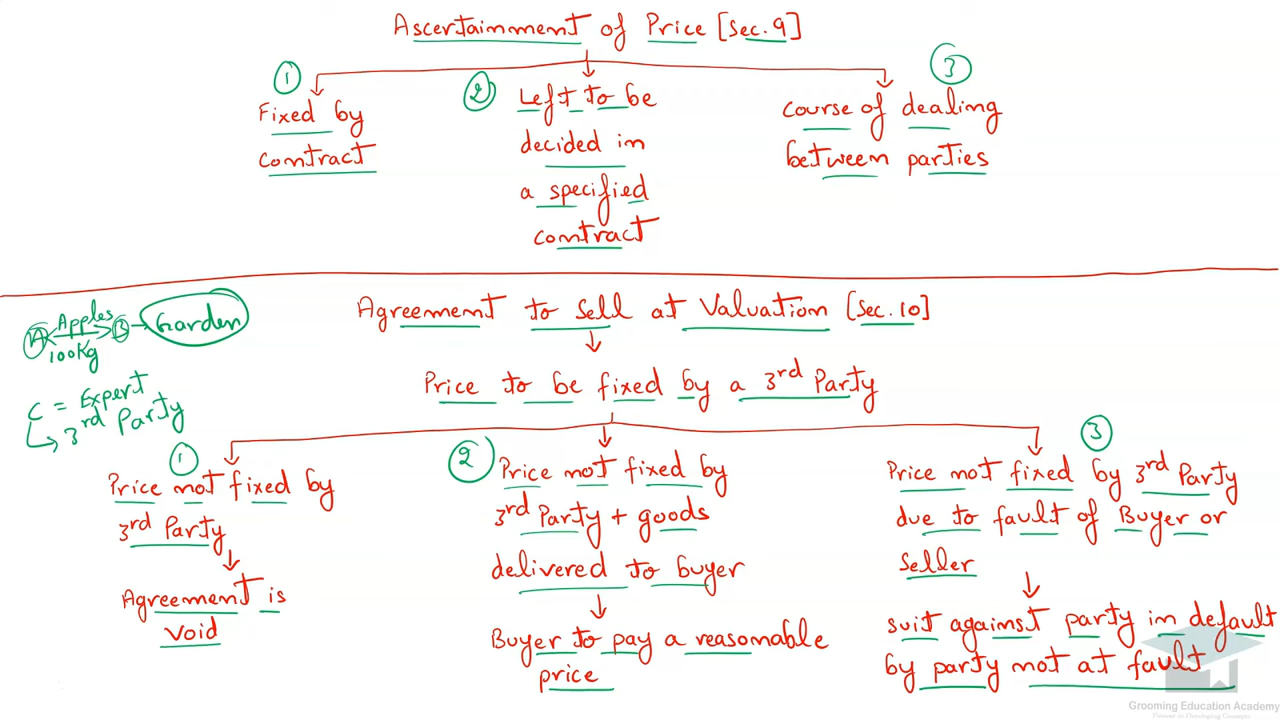 Ascertainment of Price [Sec. 9]
①
Fixed by
contract
②
Left to be
decided in
a specified
contract
③
course of dealing
between parties
Agreement to sell at Valuation [Sec. 10]
A Apples B → Garden
100Kg
C = Expert
↳ 3rd Party
Price to be fixed by a 3rd Party
①
Price not fixed by
3rd Party
Agreement is
void
②
Price not fixed by
3rd Party + goods
delivered to buyer
Buyer to pay a reasonable
price
③
Price not fixed by 3rd Party
due to fault of Buyer or
Seller
suit against party in default
by party not at fault
Grooming Education Academy